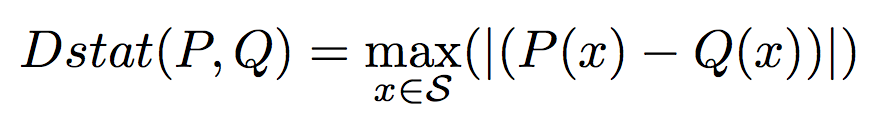 Dstat(P, Q) = max(|(P(x) − Q(x))|)
x∈𝒮